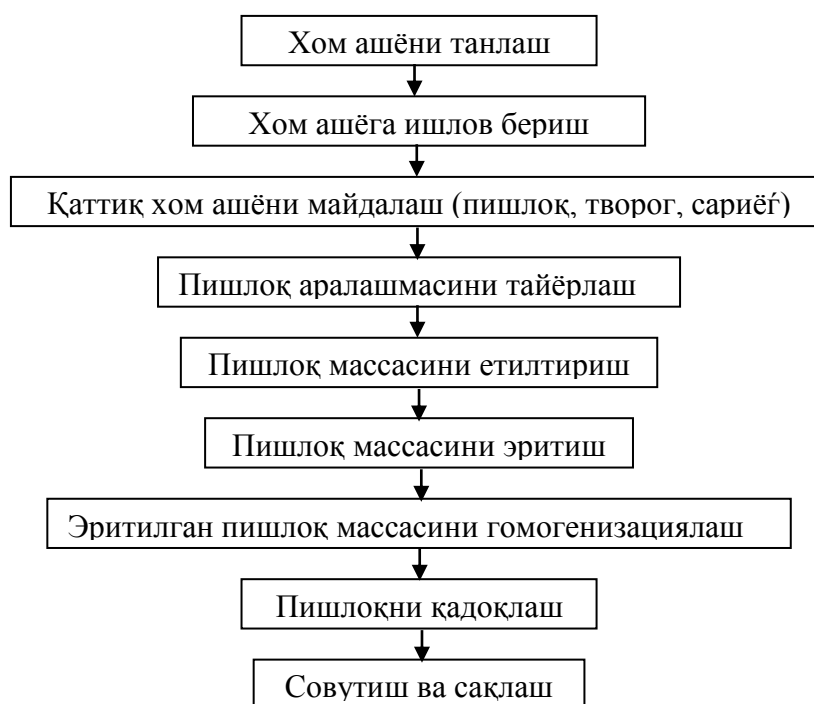 Хом ашёни танлаш
Хом ашёга ишлов бериш
Қаттиқ хом ашёни майдалаш (пишлоқ, творог, сариёѓ)
Пишлоқ аралашмасини тайёрлаш
Пишлоқ массасини етилтириш
Пишлоқ массасини эритиш
Эритилган пишлоқ массасини гомогенизациялаш
Пишлоқни қадоқлаш
Совутиш ва сақлаш